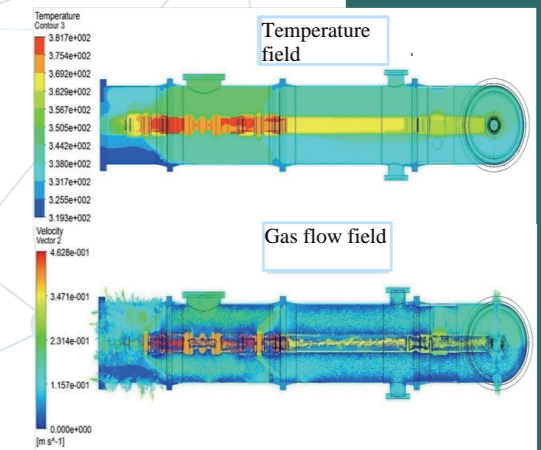 Temperature
Contour 3
3.817e+002
3.754e+002
3.692e+002
3.629e+002
3.567e+002
3.505e+002
3.442e+002
3.380e+002
3.317e+002
3.255e+002
3.193e+002
Temperature
field
Velocity
Vector 2
4.628e-001
3.471e-001
2.314e-001
1.157e-001
0.000e+000
[m s^-1]
Gas flow field